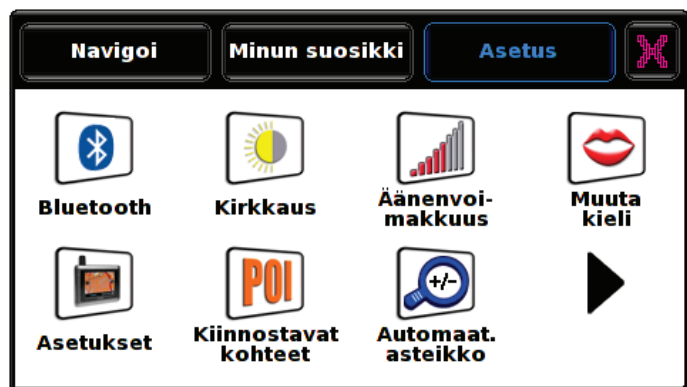 Navigoi
Minun suosikki
Asetus
Bluetooth
Kirkkaus
Äänenvoi-
makkuus
Muuta
kieli
POI
+/-
Asetukset
Kiinnostavat
kohteet
Automaat.
asteikko